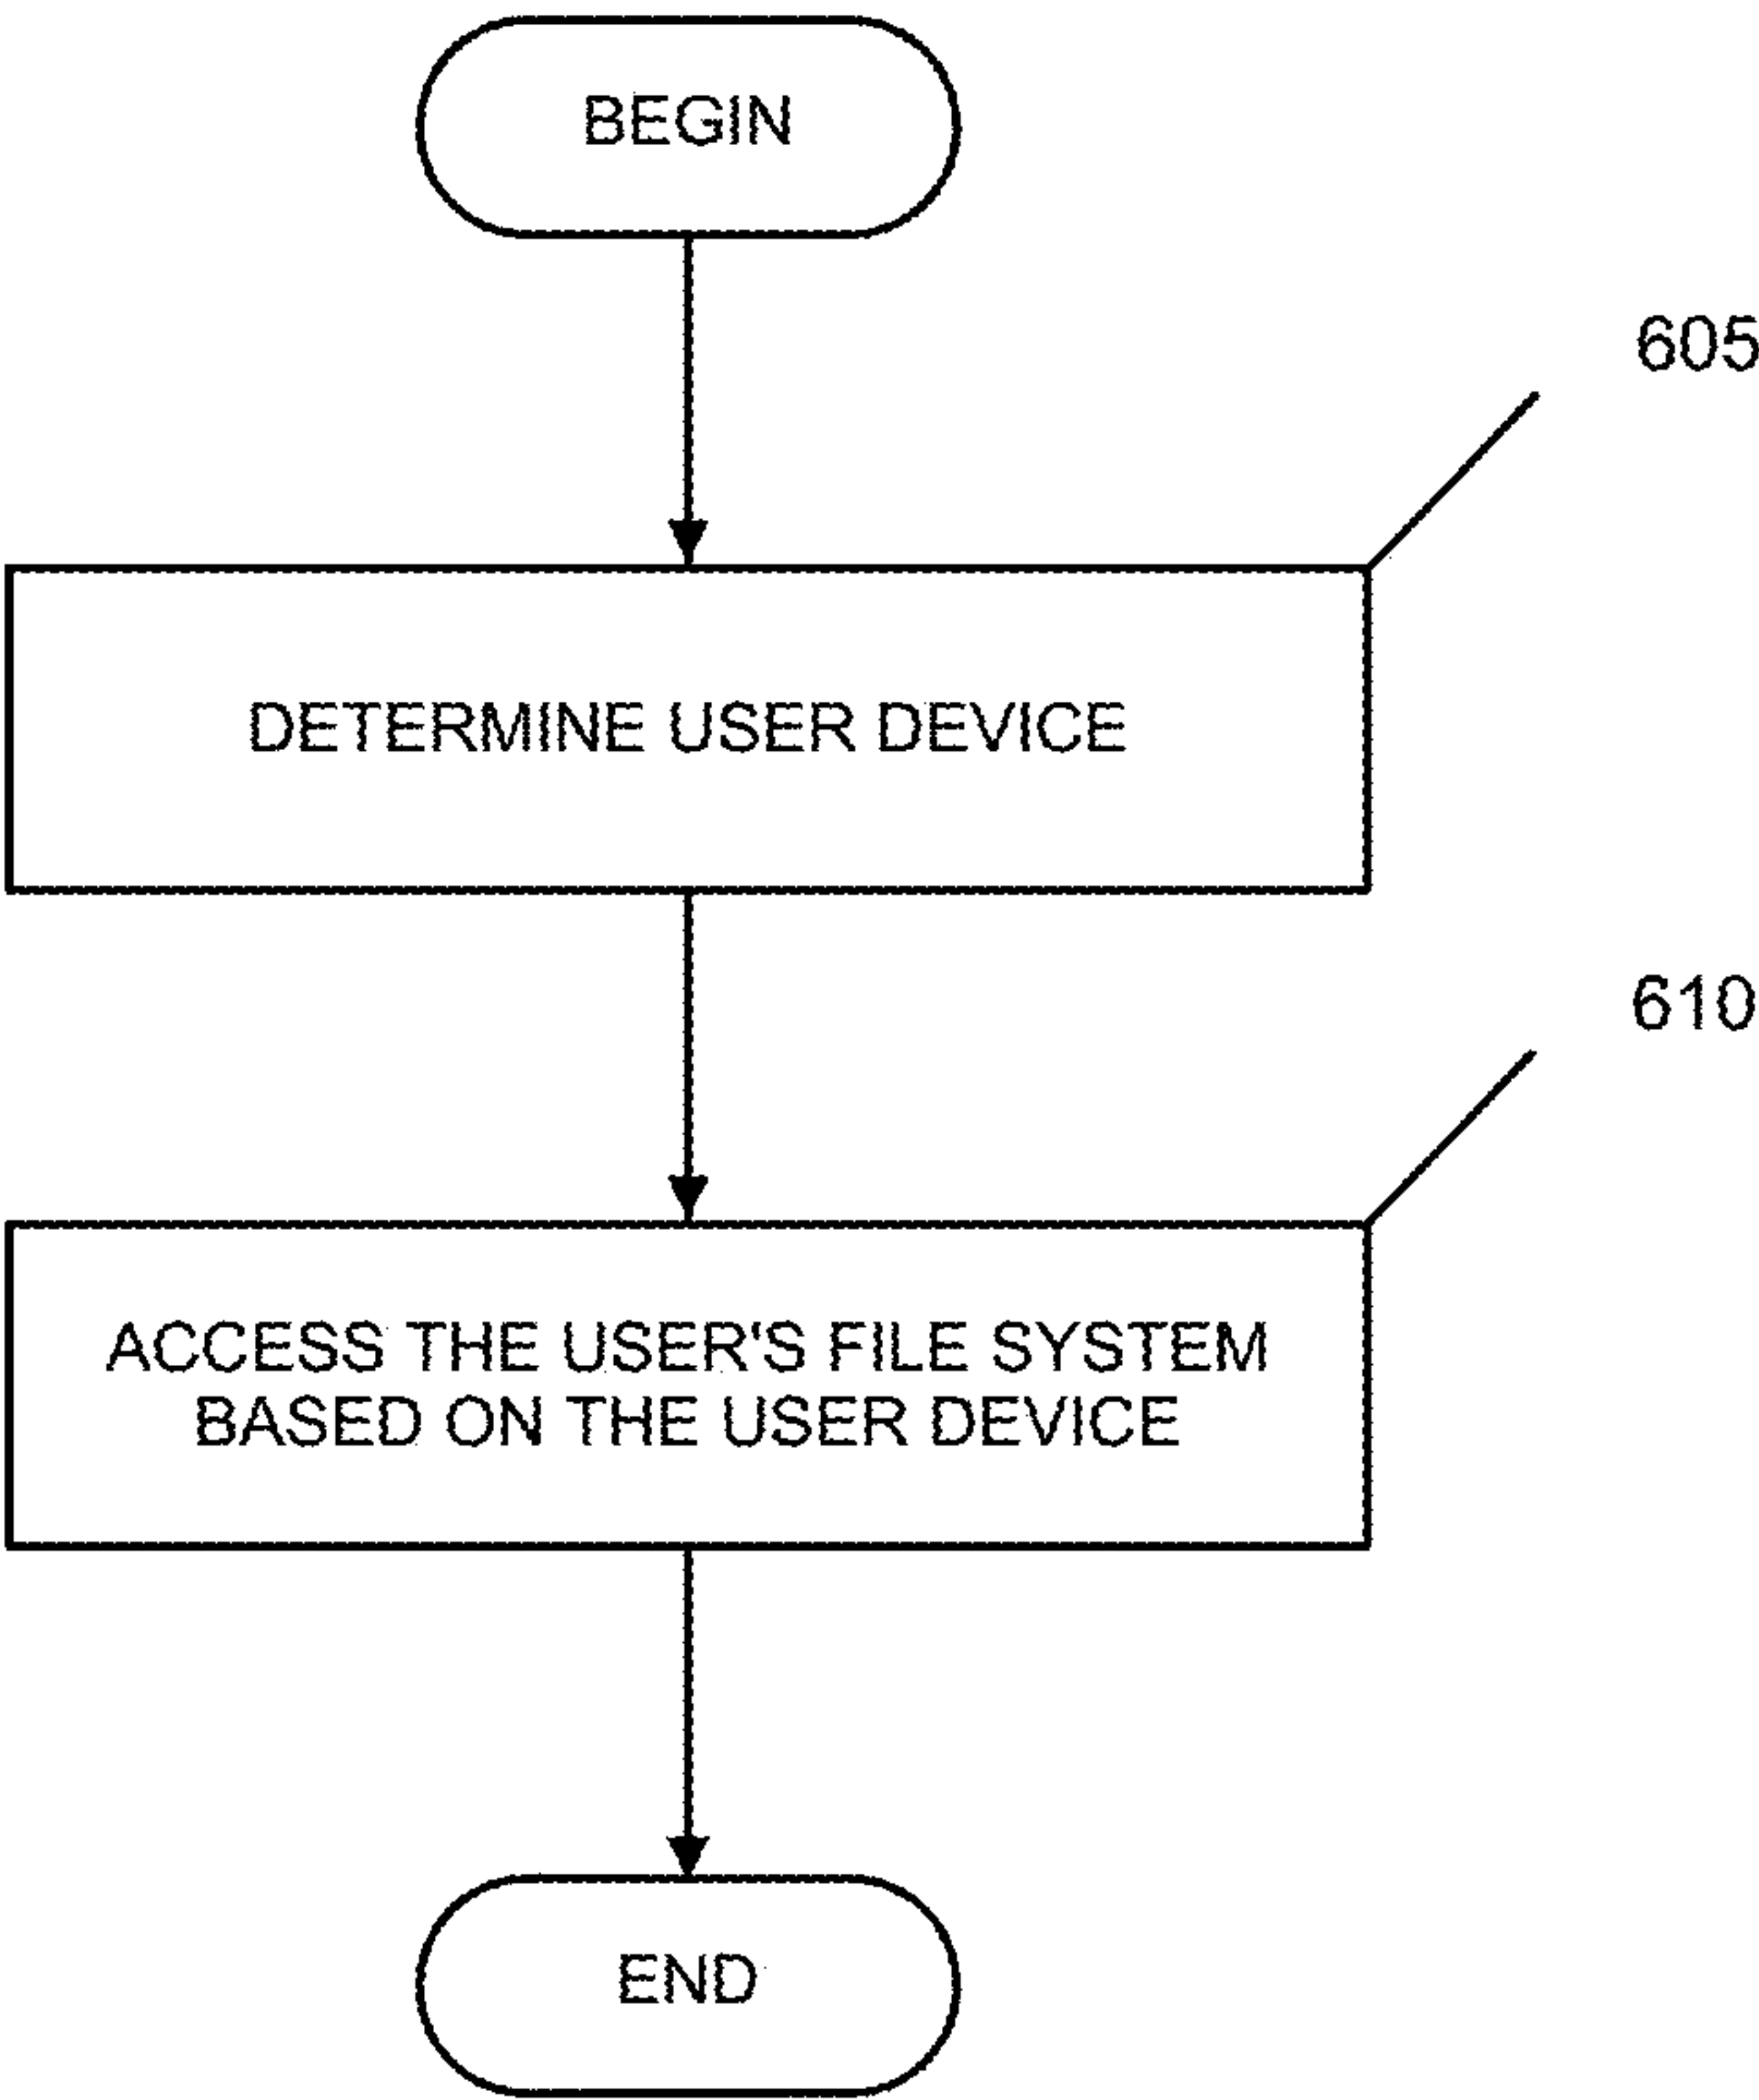 BEGIN
605
DETERMINE USER DEVICE
610
ACCESS THE USER'S FILE SYSTEM
BASED ON THE USER DEVICE
END